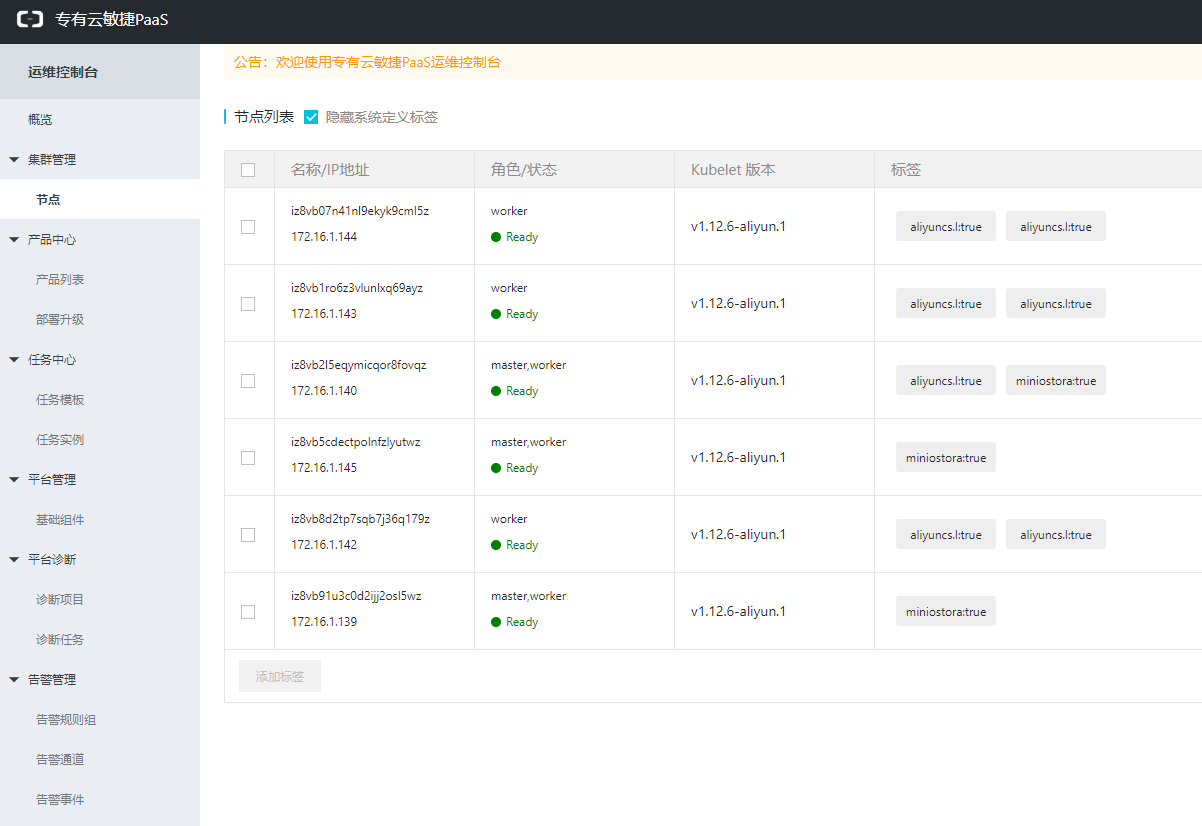 专有云敏捷PaaS
运维控制台
概览
集群管理
节点
产品中心
产品列表
部署升级
任务中心
任务模板
任务实例
平台管理
基础组件
平台诊断
诊断项目
诊断任务
告警管理
告警规则组
告警通道
告警事件
公告：欢迎使用专有云敏捷PaaS运维控制台
节点列表 隐藏系统定义标签
名称/IP地址 角色/状态 Kubelet 版本 标签
iz8vb07n41nl9ekyk9cml5z worker
172.16.1.144 Ready v1.12.6-aliyun.1 aliyuncs.l:true aliyuncs.l:true
iz8vb1ro6z3vlunlxq69ayz worker
172.16.1.143 Ready v1.12.6-aliyun.1 aliyuncs.l:true aliyuncs.l:true
iz8vb2l5eqymicqor8fovqz master,worker
172.16.1.140 Ready v1.12.6-aliyun.1 aliyuncs.l:true miniostora:true
iz8vb5cdectpolnfzlyutwz master,worker
172.16.1.145 Ready v1.12.6-aliyun.1 miniostora:true
iz8vb8d2tp7sqb7j36q179z worker
172.16.1.142 Ready v1.12.6-aliyun.1 aliyuncs.l:true aliyuncs.l:true
iz8vb91u3c0d2ijj2osl5wz master,worker
172.16.1.139 Ready v1.12.6-aliyun.1 miniostora:true
添加标签